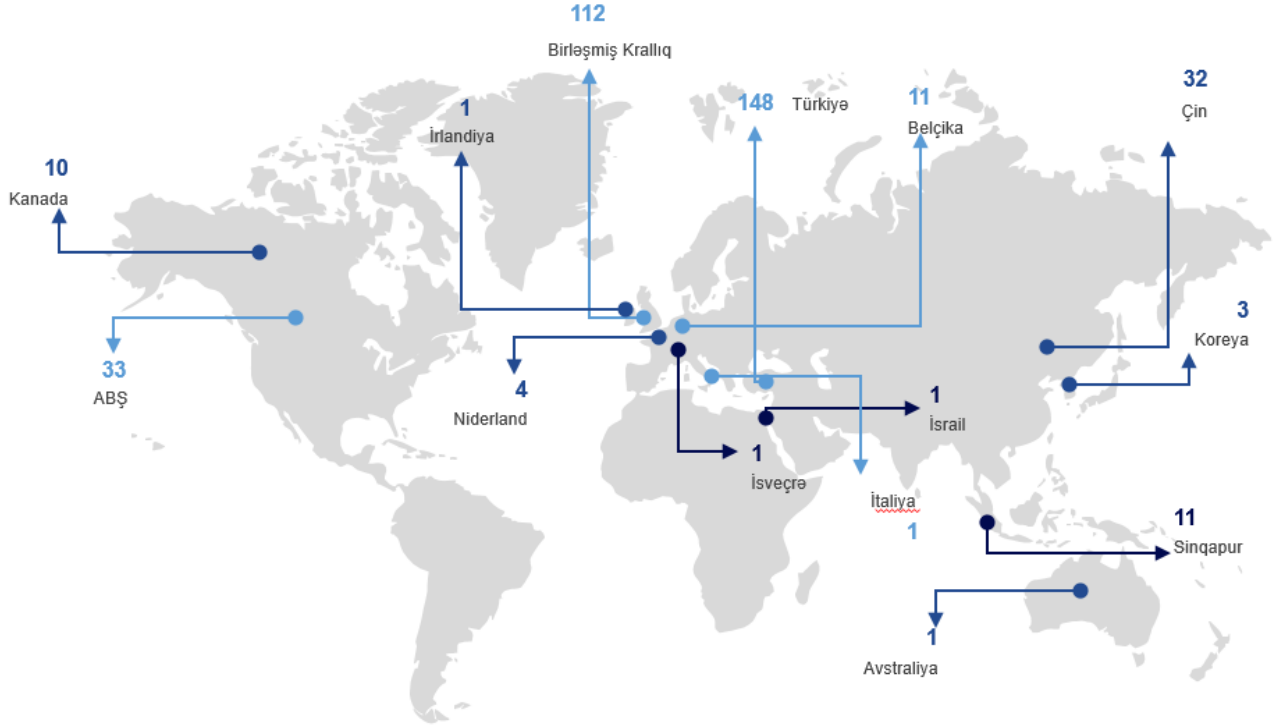 112
Birləşmiş Krallıq
32
Çin
148 Türkiyə
11
Belçika
1
İrlandiya
10
Kanada
3
Koreya
33
ABŞ
4
Niderland
1
İsrail
1
İsveçrə
İtaliya
1
11
Sinqapur
1
Avstraliya